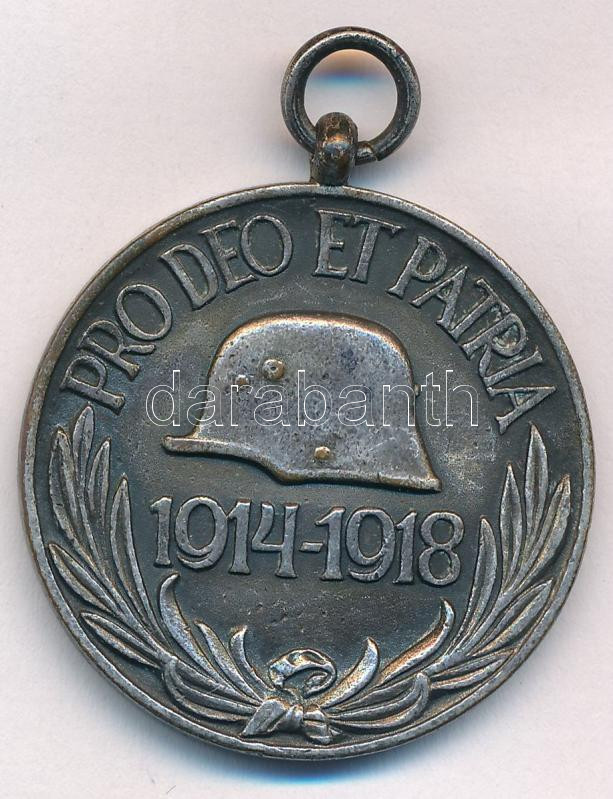 PRO DEO ET PATRIA
darabanth
1914-1918